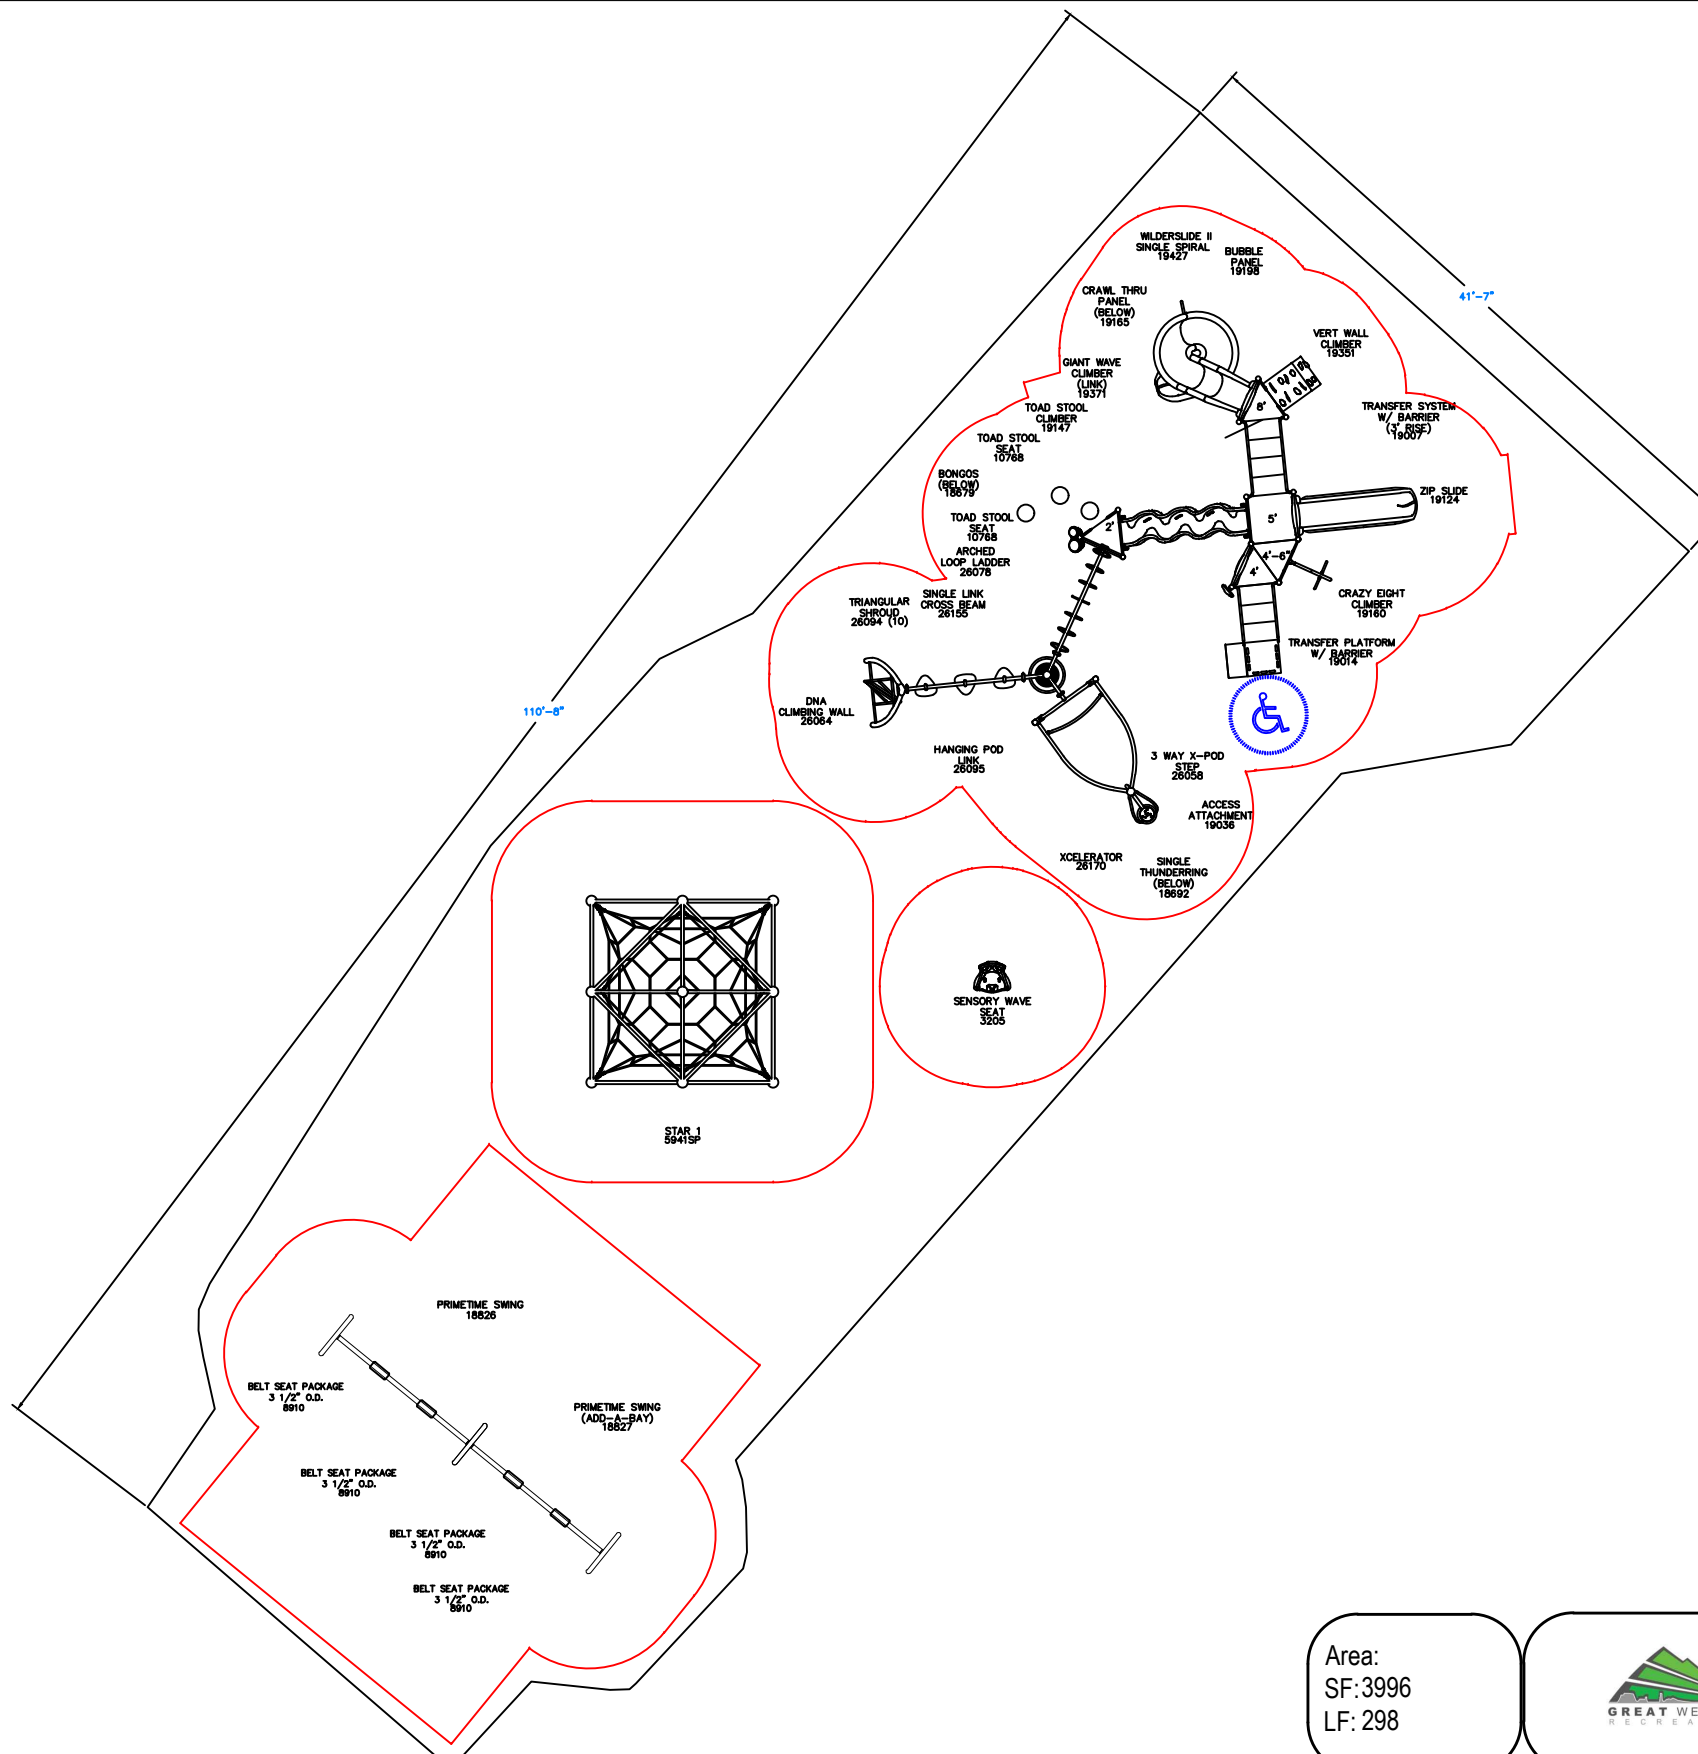 WILDERSLIDE II
SINGLE SPIRAL
19427
BUBBLE
PANEL
19198
41'-7"
CRAWL THRU
PANEL
(BELOW)
19165
VERT WALL
CLIMBER
19351
GIANT WAVE
CLIMBER
(LINK)
19371
8'
TOAD STOOL
CLIMBER
19147
TRANSFER SYSTEM
W/ BARRIER
(3' RISE)
19007
TOAD STOOL
SEAT
10768
BONGOS
(BELOW)
18679
ZIP SLIDE
19124
5'
2'
TOAD STOOL
SEAT
10768
ARCHED
LOOP LADDER
26078
4'-6"
4'
SINGLE LINK
CROSS BEAM
26155
TRIANGULAR
SHROUD
26094 (10)
CRAZY EIGHT
CLIMBER
19160
TRANSFER PLATFORM
W/ BARRIER
19014
DNA
CLIMBING WALL
26064
110'-8"
HANGING POD
LINK
26095
3 WAY X-POD
STEP
26058
ACCESS
ATTACHMENT
19036
XCELERATOR
26170
SINGLE
THUNDERRING
(BELOW)
18692
SENSORY WAVE
SEAT
3205
STAR 1
5941SP
PRIMETIME SWING
18826
BELT SEAT PACKAGE
3 1/2" O.D.
8910
PRIMETIME SWING
(ADD-A-BAY)
18827
BELT SEAT PACKAGE
3 1/2" O.D.
8910
BELT SEAT PACKAGE
3 1/2" O.D.
8910
BELT SEAT PACKAGE
3 1/2" O.D.
8910
Area:
SF: 3996
LF: 298
GREAT WE
RECREA